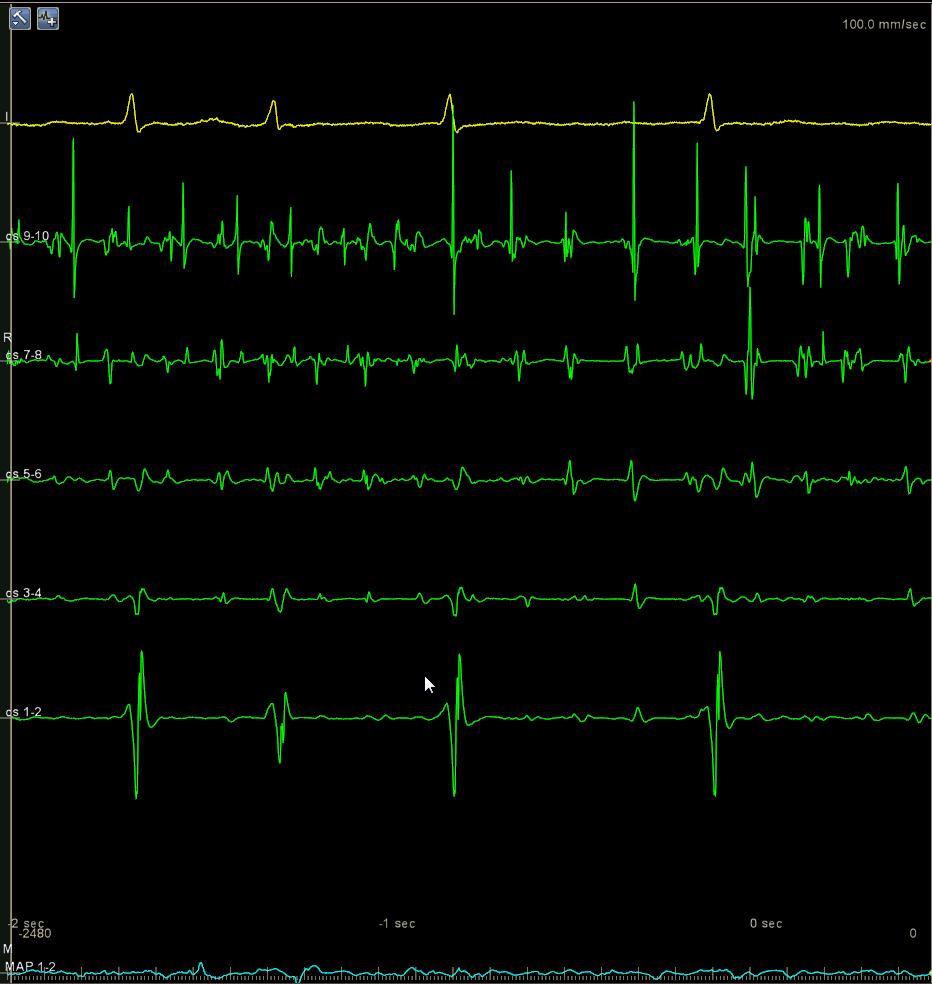 100.0 mm/sec
I
cs 9-10
R
cs 7-8
cs 5-6
cs 3-4
cs 1-2
-2 sec
-1 sec
0 sec
-2480
0
M
MAP 1-2